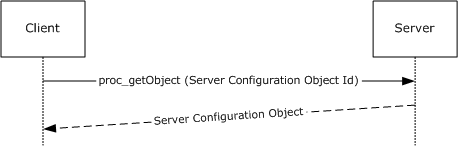 Client
Server
proc_getObject (Server Configuration Object Id)
Server Configuration Object